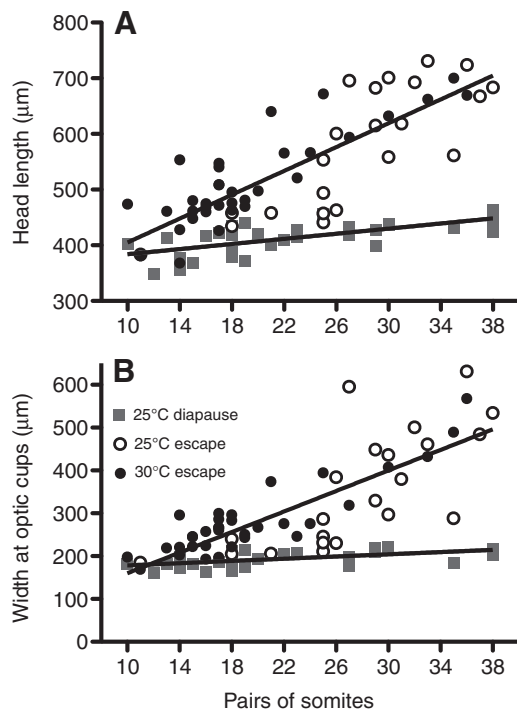 A
800
700
600
500
400
300
Head length (µm)
10 14 18 22 26 30 34 38
B
600
500
400
300
200
100
0
Width at optic cups (µm)
25°C diapause
25°C escape
30°C escape
10 14 18 22 26 30 34 38
Pairs of somites